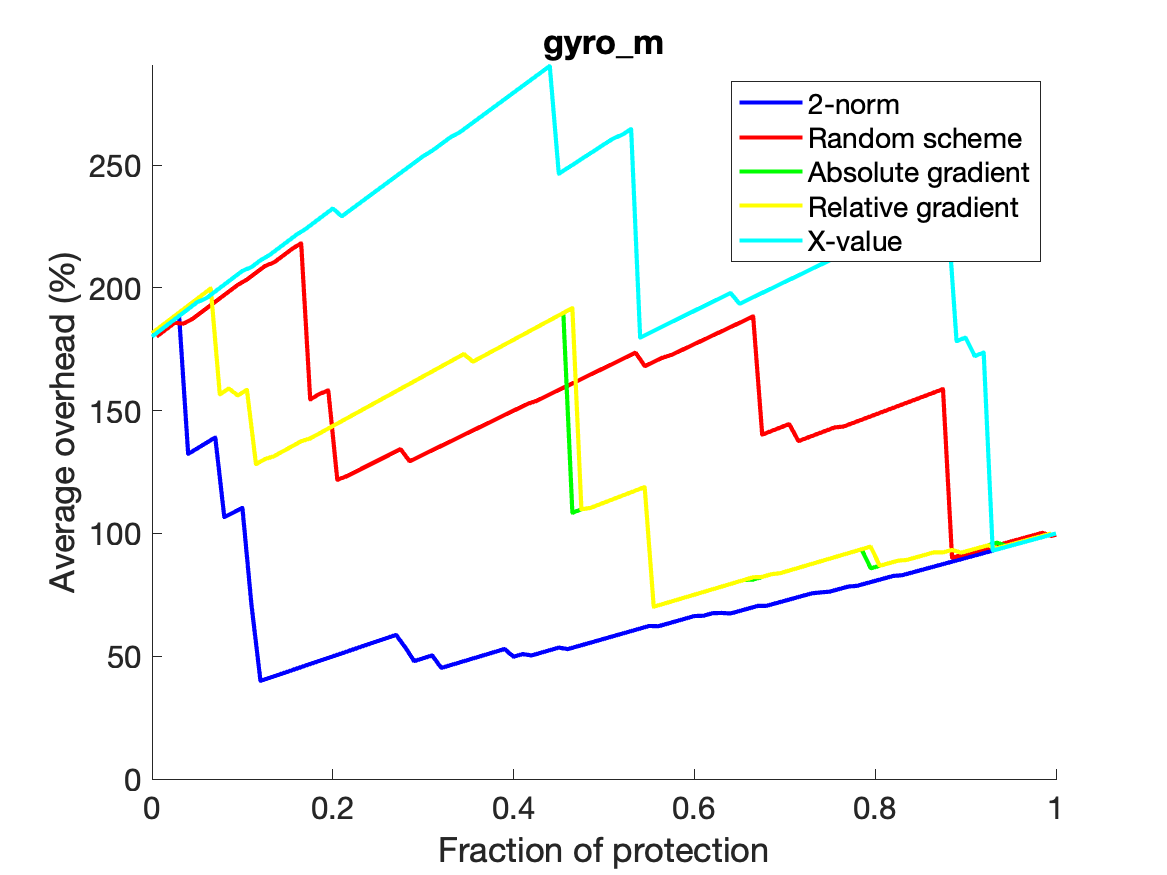 gyro_m
2-norm
Random scheme
Absolute gradient
Relative gradient
X-value
Average overhead (%)
250
200
150
100
50
0
0 0.2 0.4 0.6 0.8 1
Fraction of protection